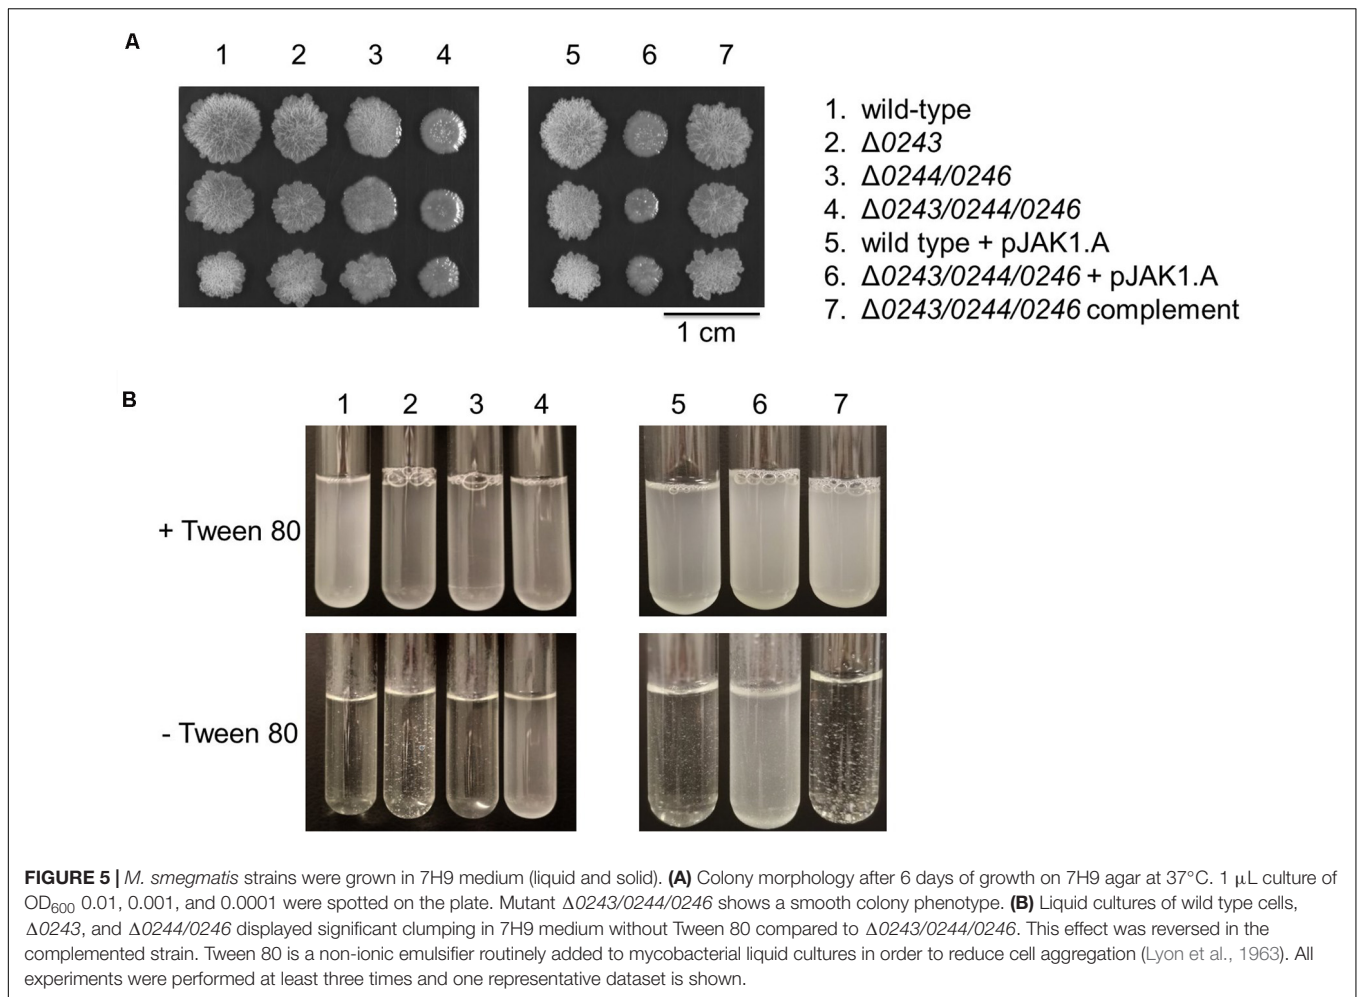 A
1 2 3 4 5 6 7
1. wild-type
2. Δ0243
3. Δ0244/0246
4. Δ0243/0244/0246
5. wild type + pJAK1.A
6. Δ0243/0244/0246 + pJAK1.A
7. Δ0243/0244/0246 complement
1 cm
B
1 2 3 4 5 6 7
+ Tween 80
- Tween 80
FIGURE 5 | M. smegmatis strains were grown in 7H9 medium (liquid and solid). (A) Colony morphology after 6 days of growth on 7H9 agar at 37°C. 1 μL culture of
OD600 0.01, 0.001, and 0.0001 were spotted on the plate. Mutant Δ0243/0244/0246 shows a smooth colony phenotype. (B) Liquid cultures of wild type cells,
Δ0243, and Δ0244/0246 displayed significant clumping in 7H9 medium without Tween 80 compared to Δ0243/0244/0246. This effect was reversed in the
complemented strain. Tween 80 is a non-ionic emulsifier routinely added to mycobacterial liquid cultures in order to reduce cell aggregation (Lyon et al., 1963). All
experiments were performed at least three times and one representative dataset is shown.